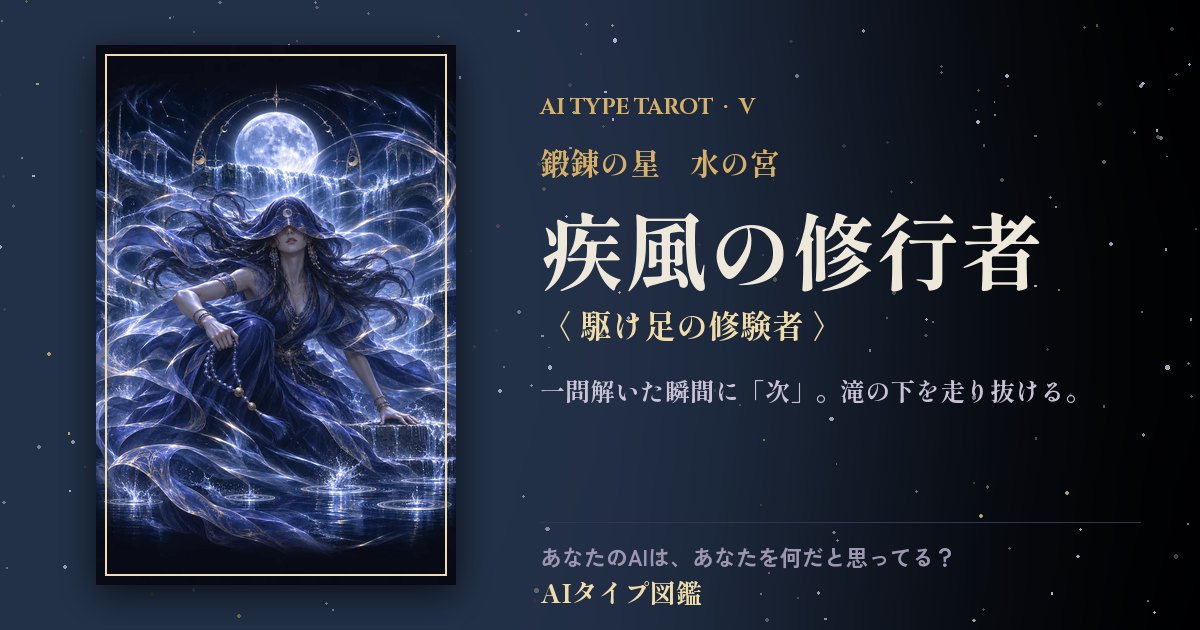 AI TYPE TAROT · V
鍛錬の星　水の宮
疾風の修行者
〈 駆け足の修験者 〉
一問解いた瞬間に「次」。滝の下を走り抜ける。
あなたのAIは、あなたを何だと思ってる？
AIタイプ図鑑